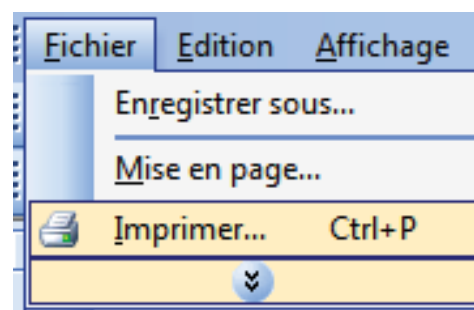 Fichier Edition Affichage
Enregistrer sous...
Mise en page...
Imprimer... Ctrl+P